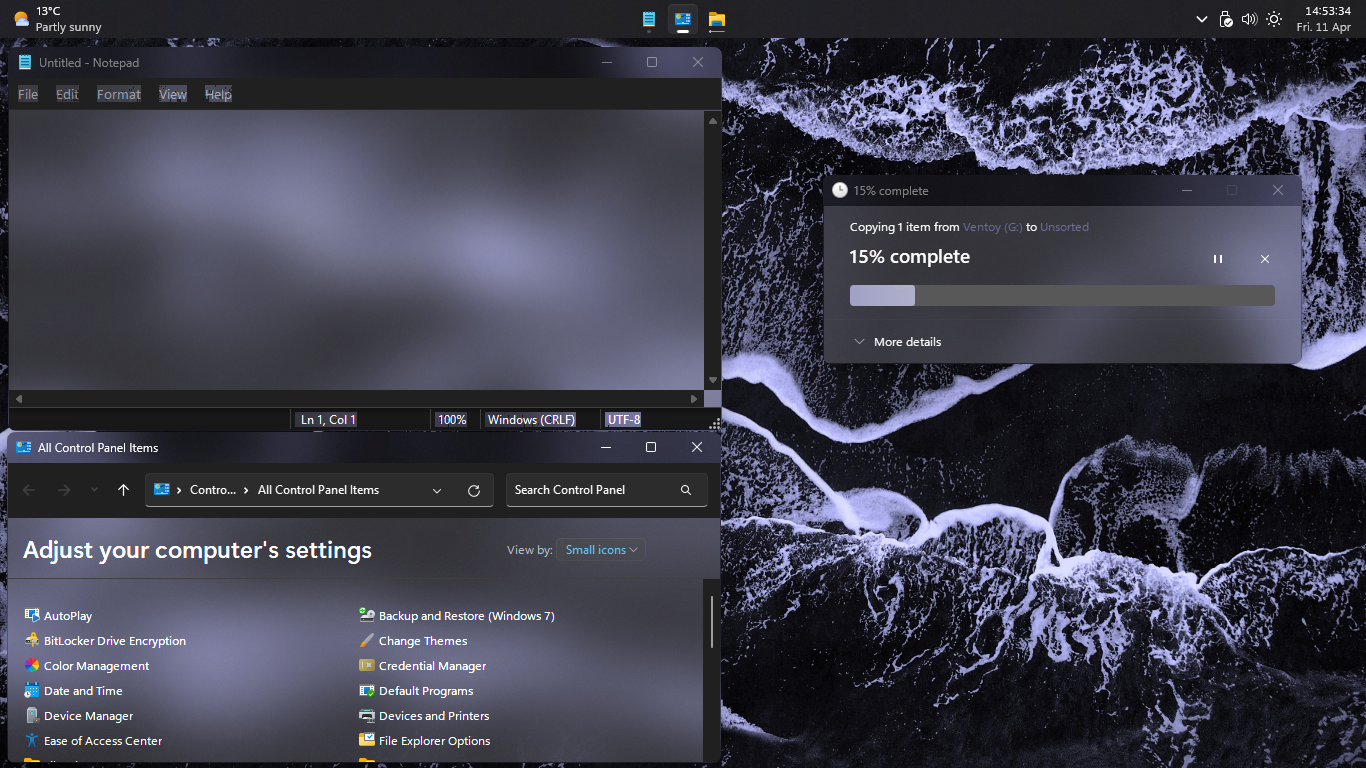 13°C
Partly sunny
14:53:34
Fri. 11 Apr
Untitled - Notepad
File Edit Format View Help
Ln 1, Col 1 100% Windows (CRLF) UTF-8
15% complete
Copying 1 item from Ventoy (G:) to Unsorted
15% complete
More details
All Control Panel Items
Contro... All Control Panel Items
Search Control Panel
Adjust your computer's settings
View by: Small icons
AutoPlay
Backup and Restore (Windows 7)
BitLocker Drive Encryption
Change Themes
Color Management
Credential Manager
Date and Time
Default Programs
Device Manager
Devices and Printers
Ease of Access Center
File Explorer Options